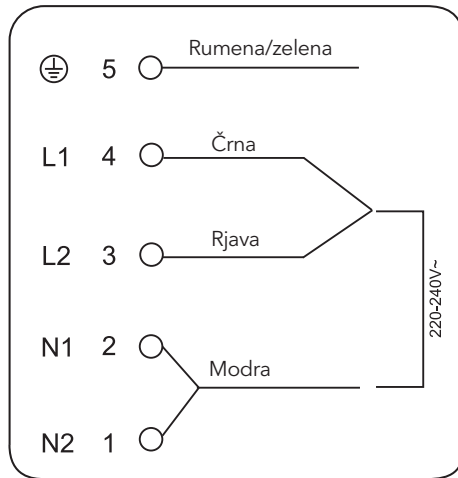 5 Rumena/zelena
L1 4 Črna
L2 3 Rjava
220-240V~
N1 2
Modra
N2 1